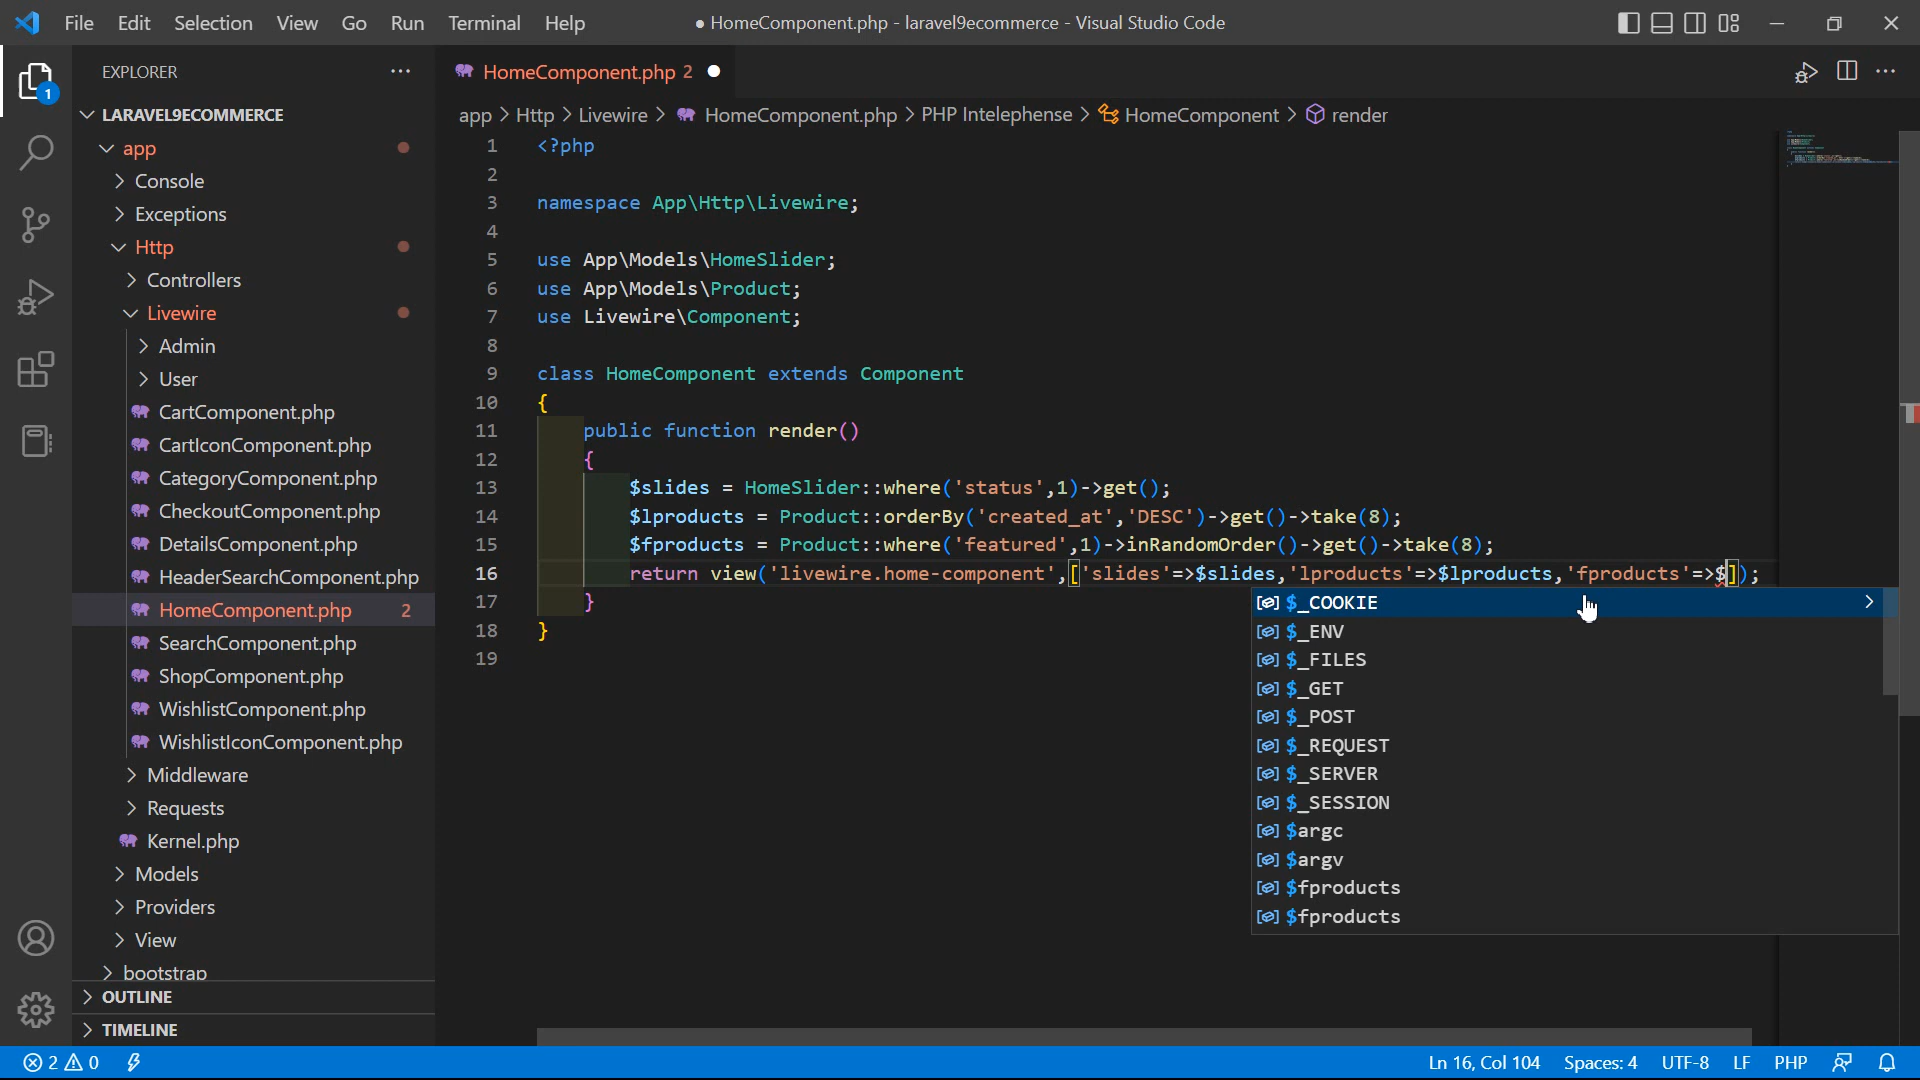 File Edit Selection View Go Run Terminal Help
● HomeComponent.php - laravel9ecommerce - Visual Studio Code
EXPLORER
1
LARAVEL9ECOMMERCE
app
Console
Exceptions
Http
Controllers
Livewire
Admin
User
CartComponent.php
CartIconComponent.php
CategoryComponent.php
CheckoutComponent.php
DetailsComponent.php
HeaderSearchComponent.php
HomeComponent.php 2
SearchComponent.php
ShopComponent.php
WishlistComponent.php
WishlistIconComponent.php
Middleware
Requests
Kernel.php
Models
Providers
View
bootstrap
OUTLINE
TIMELINE
HomeComponent.php 2
app > Http > Livewire > HomeComponent.php > PHP Intelephense > HomeComponent > render
1 <?php
2
3 namespace App\Http\Livewire;
4
5 use App\Models\HomeSlider;
6 use App\Models\Product;
7 use Livewire\Component;
8
9 class HomeComponent extends Component
10 {
11 public function render()
12 {
13 $slides = HomeSlider::where('status',1)->get();
14 $lproducts = Product::orderBy('created_at','DESC')->get()->take(8);
15 $fproducts = Product::where('featured',1)->inRandomOrder()->get()->take(8);
16 return view('livewire.home-component',['slides'=>$slides,'lproducts'=>$lproducts,'fproducts'=>$]);
17 }
18 }
19
$_COOKIE
$_ENV
$_FILES
$_GET
$_POST
$_REQUEST
$_SERVER
$_SESSION
$argc
$argv
$fproducts
$fproducts
2 0 Ln 16, Col 104 Spaces: 4 UTF-8 LF PHP